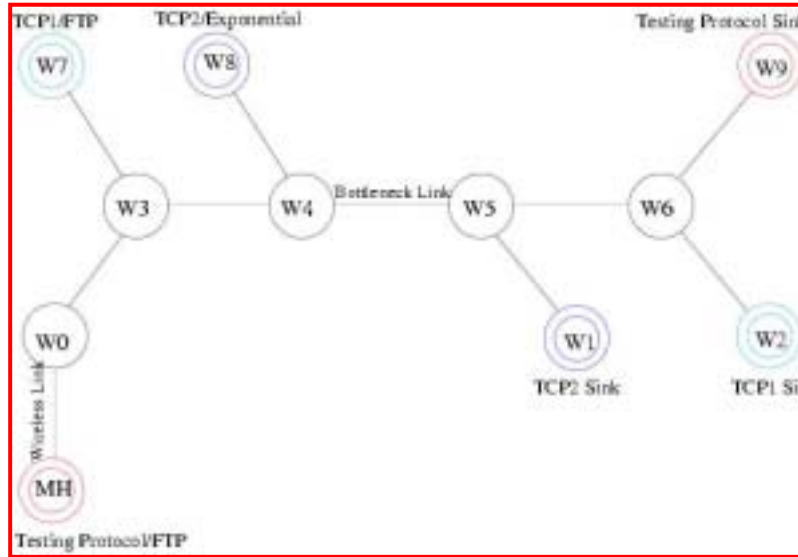 TCP1/FTP
TCP2/Exponential
Testing Protocol Sink
W7
W8
W9
W3
W4
Bottleneck Link
W5
W6
W0
W1
W2
Wireless Link
TCP2 Sink
TCP1 Si
MH
Testing Protocol/FTP